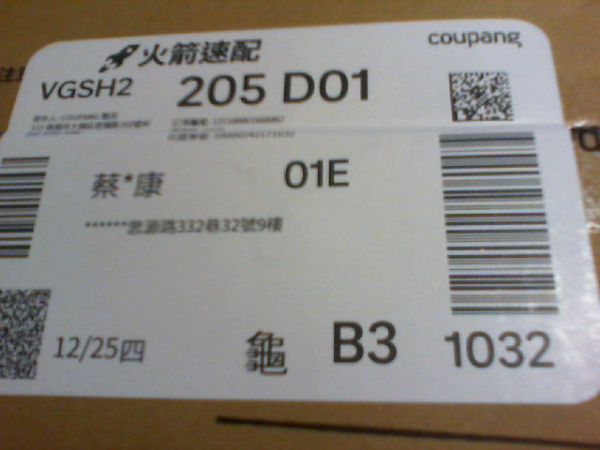 火箭速配
coupang
VGSH2
205 D01
蔡*康
01E
******思源路332巷32號9樓
12/25四
龜
B3
1032